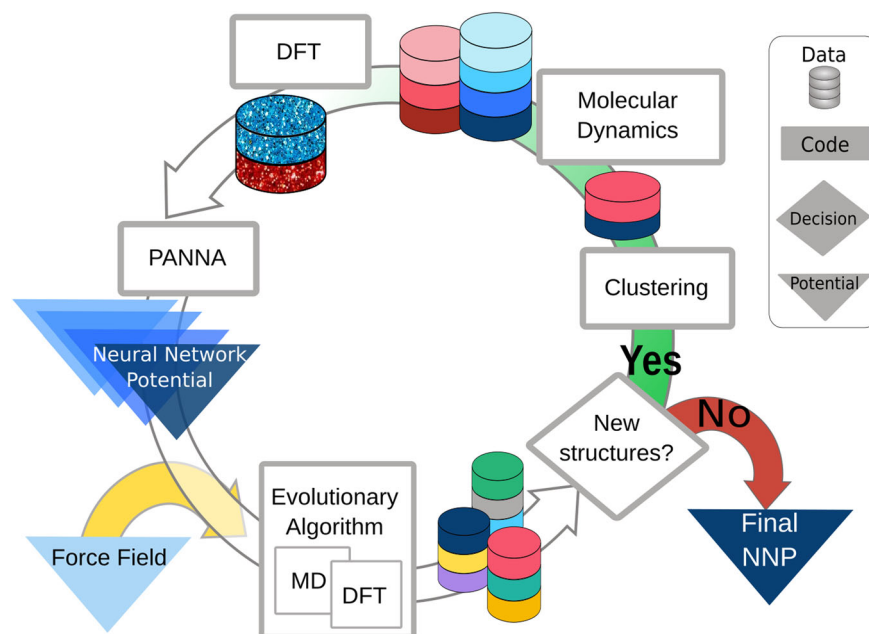 DFT
Molecular
Dynamics
Data
Code
Decision
Potential
PANNA
Clustering
Neural Network
Potential
Yes
No
New
structures?
Evolutionary
Algorithm
MD
DFT
Force Field
Final
NNP